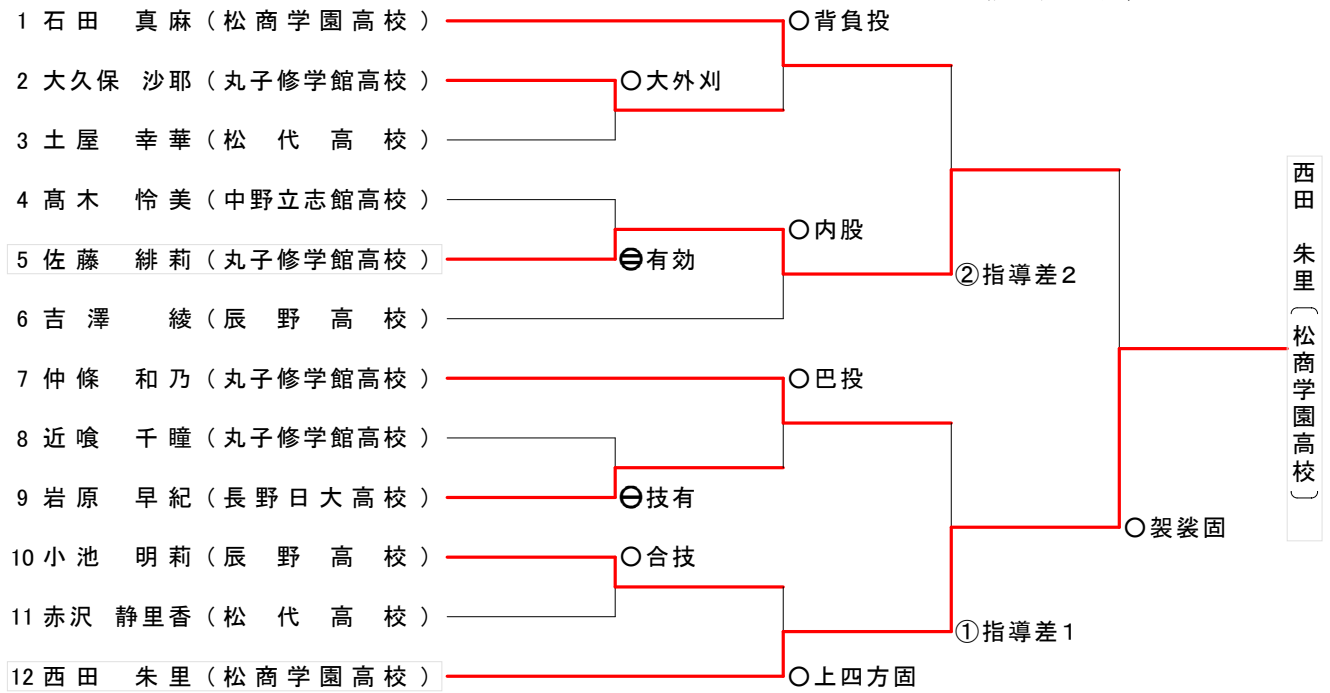 1 石田 真麻(松商学園高校)
○背負投
2 大久保 沙耶(丸子修学館高校)
○大外刈
3 土屋 幸華(松代高校)
4 髙木 怜美(中野立志館高校)
○内股
5 佐藤 緋莉(丸子修学館高校)
有効
②指導差2
6 吉澤 綾(辰野高校)
7 仲條 和乃(丸子修学館高校)
○巴投
8 近喰 千瞳(丸子修学館高校)
9 岩原 早紀(長野日大高校)
技有
○袈裟固
10 小池 明莉(辰野高校)
○合技
11 赤沢 静里香(松代高校)
①指導差1
12 西田 朱里(松商学園高校)
○上四方固
西田 朱里(松商学園高校)